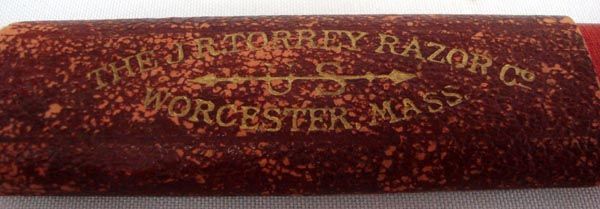 THE J.R. TORREY RAZOR Co.
U S
WORCESTER. MASS.